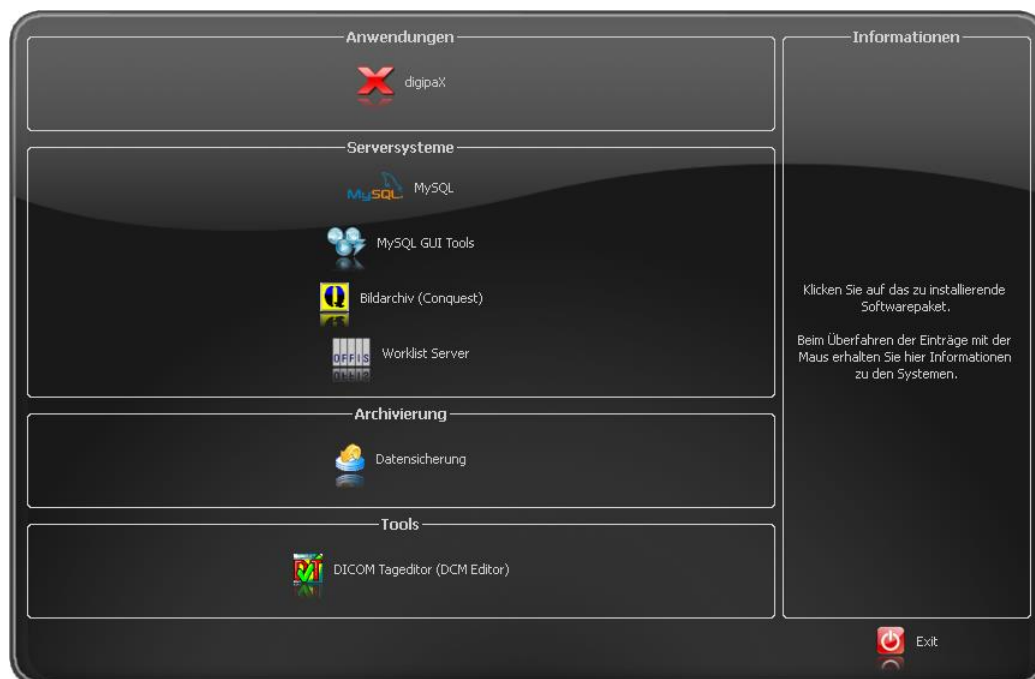 Anwendungen
digipaX
Serversysteme
MySQL
MySQL
MySQL GUI Tools
Bildarchiv (Conquest)
OFFIS
Worklist Server
Archivierung
Datensicherung
Tools
DICOM Tageditor (DCM Editor)
Informationen
Klicken Sie auf das zu installierende
Softwarepaket.
Beim Überfahren der Einträge mit der
Maus erhalten Sie hier Informationen
zu den Systemen.
Exit